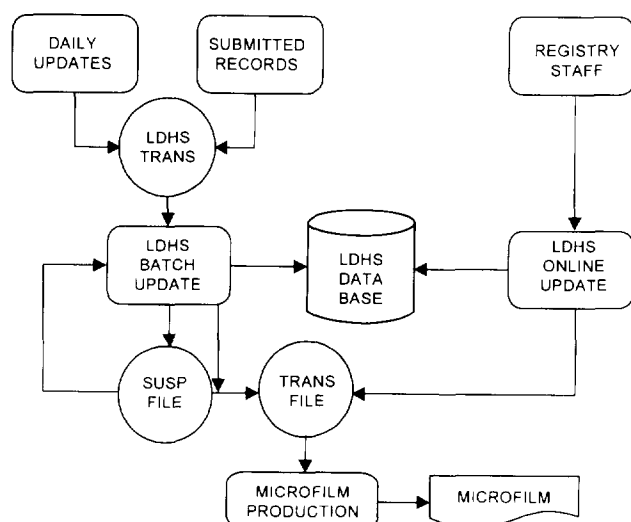 DAILY
UPDATES
SUBMITTED
RECORDS
REGISTRY
STAFF
LDHS
TRANS
LDHS
BATCH
UPDATE
LDHS
DATA
BASE
LDHS
ONLINE
UPDATE
SUSP
FILE
TRANS
FILE
MICROFILM
PRODUCTION
MICROFILM